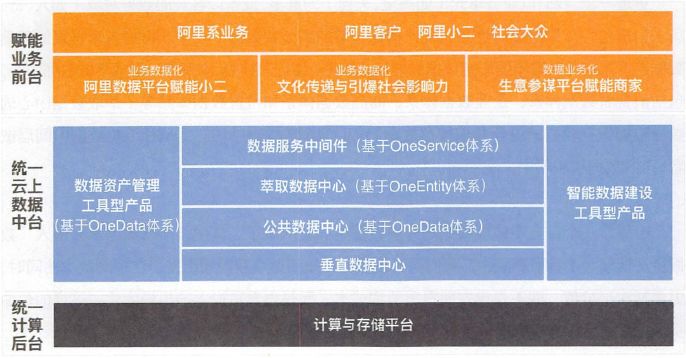 赋能
业务
前台
阿里系业务 阿里客户 阿里小二 社会大众
业务数据化
阿里数据平台赋能小二
业务数据化
文化传递与引爆社会影响力
数据业务化
生意参谋平台赋能商家
统一
云上
数据
中台
数据资产管理
工具型产品
(基于OneData体系)
数据服务中间件（基于OneService体系）
萃取数据中心（基于OneEntity体系）
公共数据中心（基于OneData体系）
垂直数据中心
智能数据建设
工具型产品
统一
计算
后台
计算与存储平台